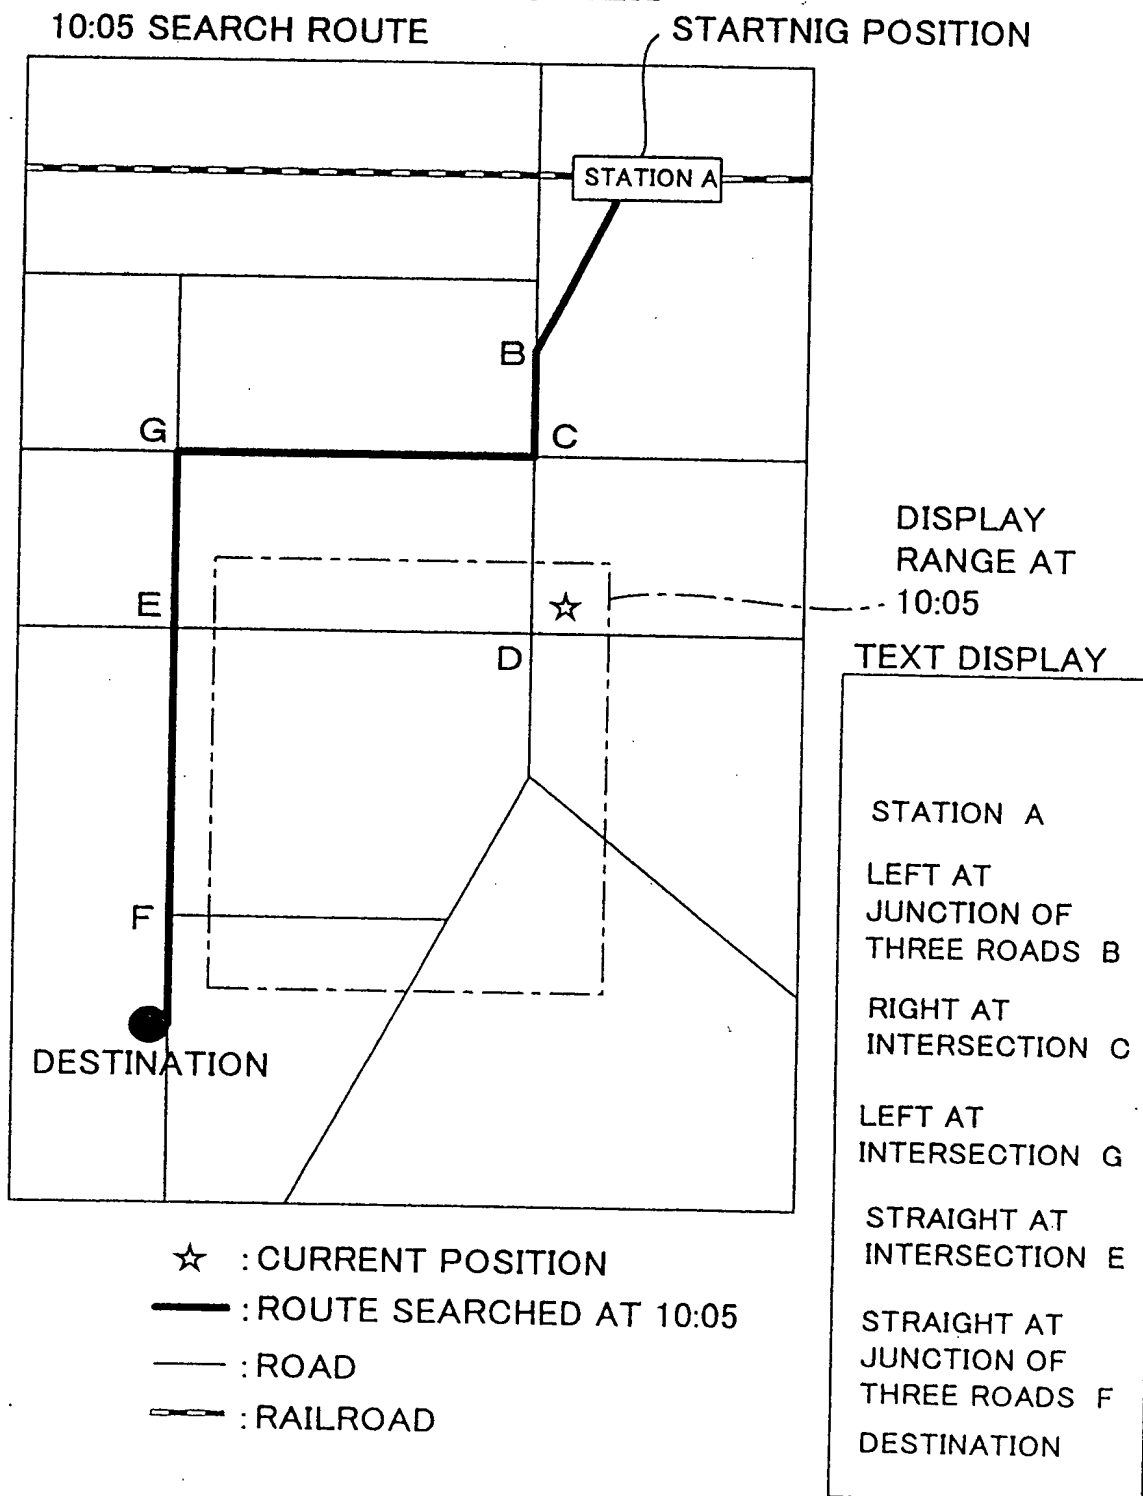 10:05 SEARCH ROUTE
STARTNIG POSITION
STATION A
B
G
C
DISPLAY
RANGE AT
10:05
E
D
TEXT DISPLAY
STATION A
LEFT AT
JUNCTION OF
THREE ROADS B
RIGHT AT
INTERSECTION C
LEFT AT
INTERSECTION G
STRAIGHT AT
INTERSECTION E
STRAIGHT AT
JUNCTION OF
THREE ROADS F
DESTINATION
F
DESTINATION
☆ : CURRENT POSITION
: ROUTE SEARCHED AT 10:05
: ROAD
: RAILROAD